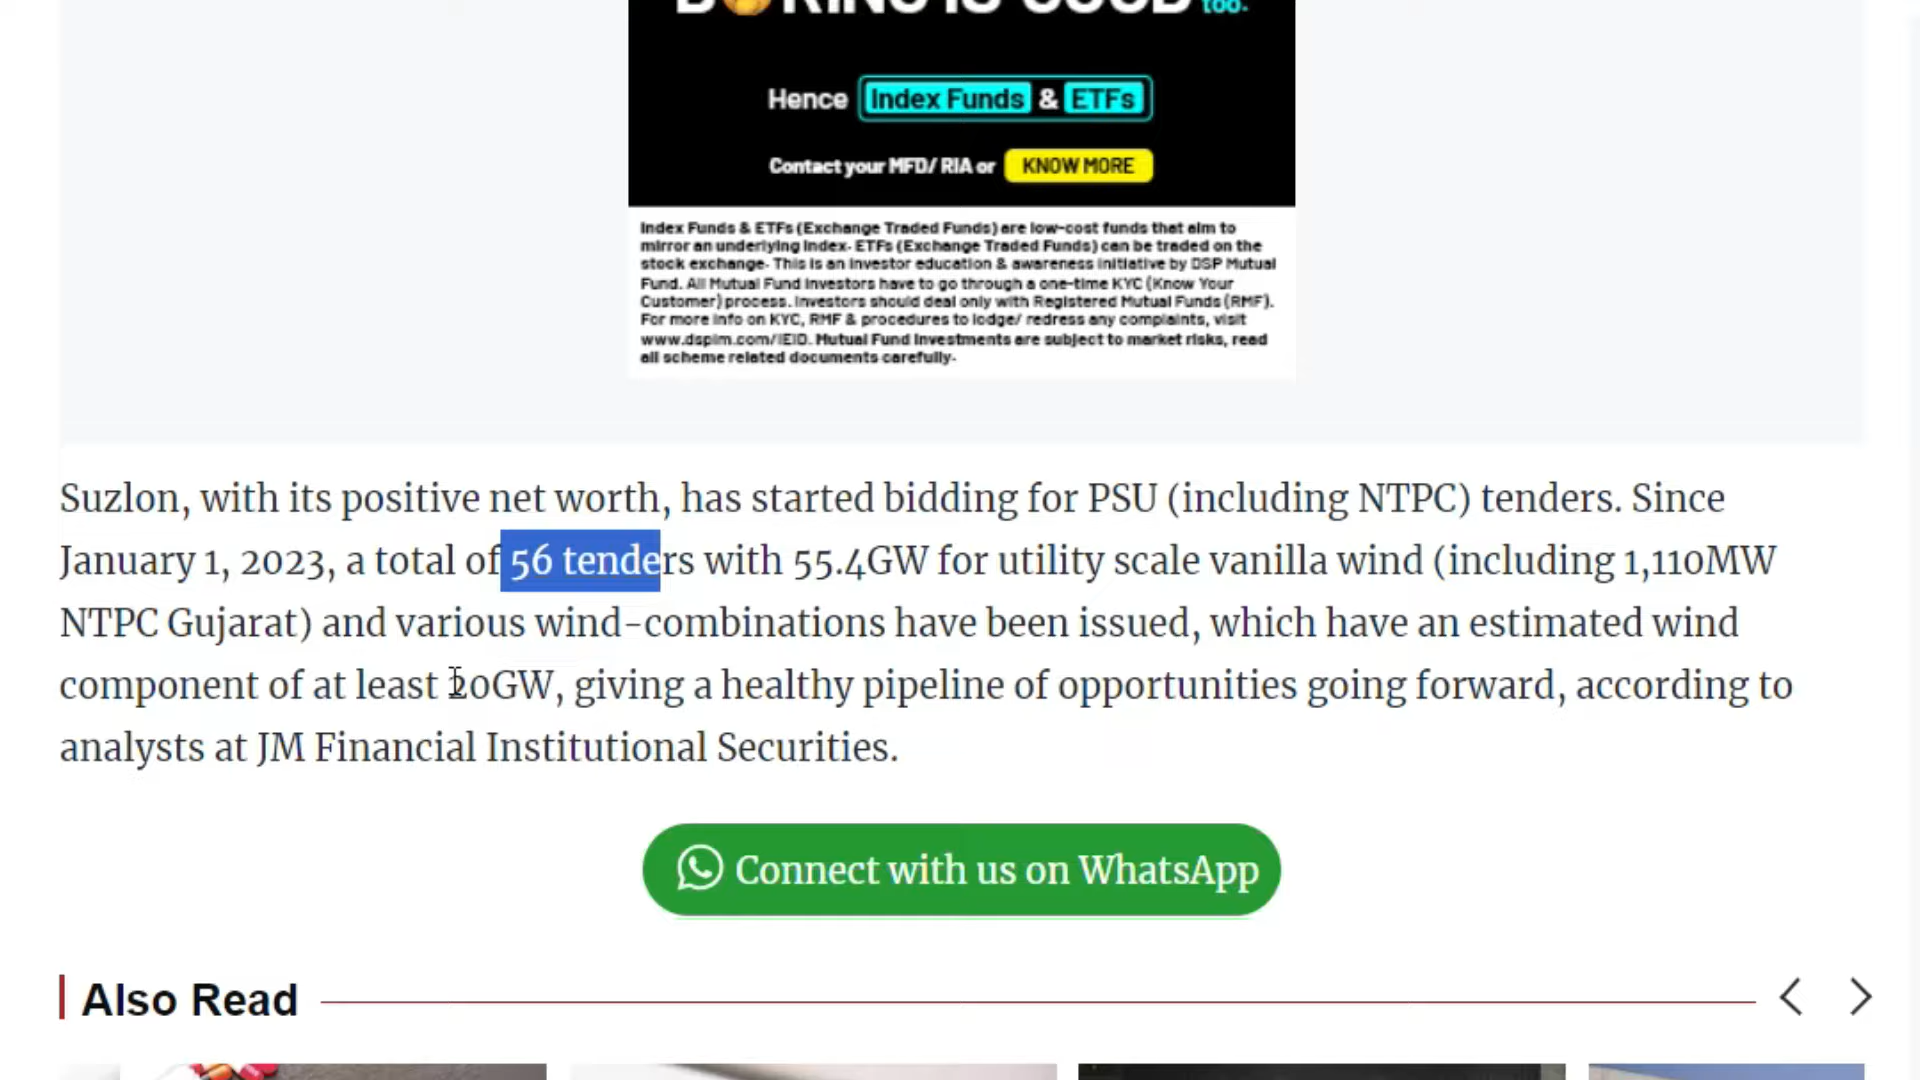 BORING IS GOOD too.
Hence Index Funds & ETFs
Contact your MFD/ RIA or KNOW MORE
Index Funds & ETFs (Exchange Traded Funds) are low-cost funds that aim to
mirror an underlying Index. ETFs (Exchange Traded Funds) can be traded on the
stock exchange. This is an investor education & awareness initiative by DSP Mutual
Fund. All Mutual Fund Investors have to go through a one-time KYC (Know Your
Customer) process. Investors should deal only with Registered Mutual Funds (RMF).
For more info on KYC, RMF & procedures to lodge/ redress any complaints, visit
www.dspim.com/IEID. Mutual Fund Investments are subject to market risks, read
all scheme related documents carefully.
Suzlon, with its positive net worth, has started bidding for PSU (including NTPC) tenders. Since
January 1, 2023, a total of 56 tenders with 55.4GW for utility scale vanilla wind (including 1,110MW
NTPC Gujarat) and various wind-combinations have been issued, which have an estimated wind
component of at least 20GW, giving a healthy pipeline of opportunities going forward, according to
analysts at JM Financial Institutional Securities.
Connect with us on WhatsApp
Also Read